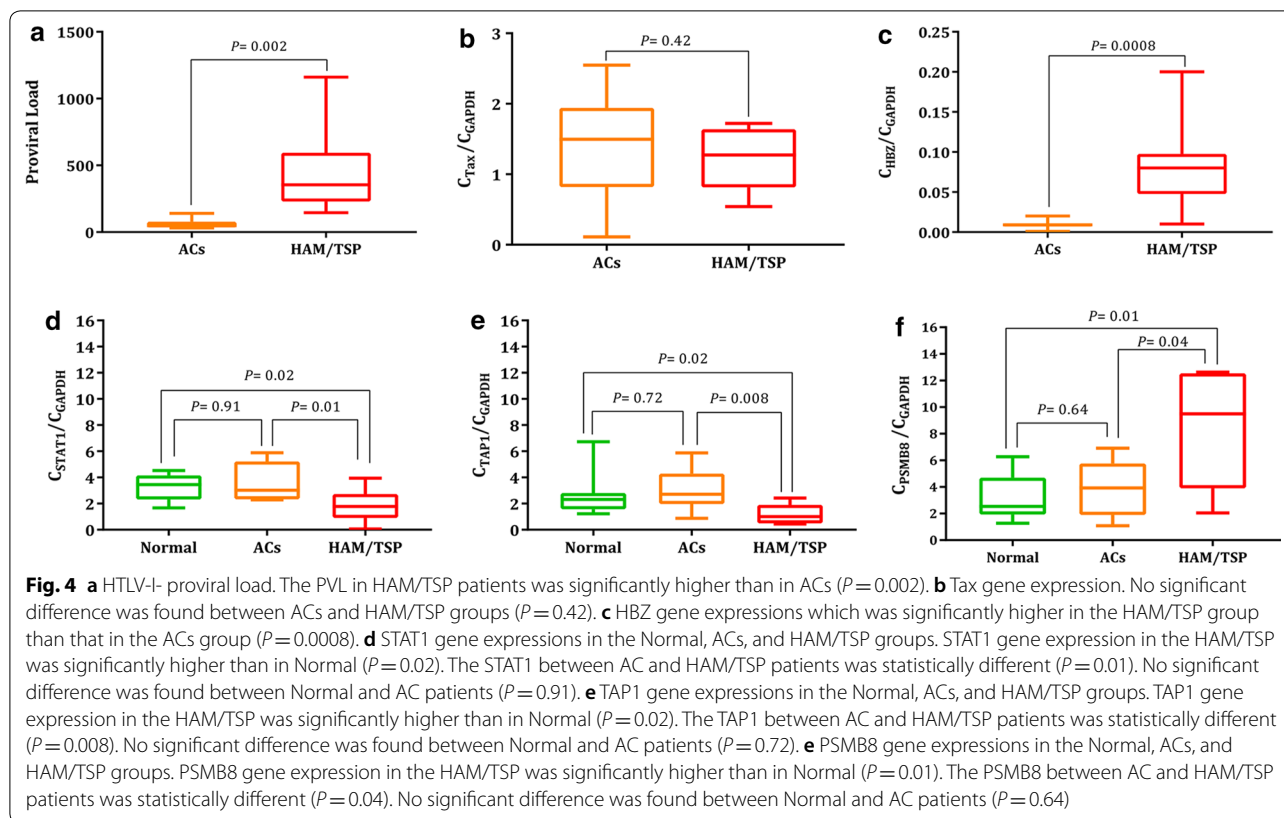 a
1500
1000
500
0
Proviral Load
P= 0.002
ACs
HAM/TSP
b
3
2
1
0
C_Tax/C_GAPDH
P= 0.42
ACs
HAM/TSP
c
0.25
0.20
0.15
0.10
0.05
0.00
C_HBZ/C_GAPDH
P= 0.0008
ACs
HAM/TSP
d
16
14
12
10
8
6
4
2
0
C_STAT1/C_GAPDH
P= 0.02
P= 0.91
P= 0.01
Normal
ACs
HAM/TSP
e
16
14
12
10
8
6
4
2
0
C_TAP1/C_GAPDH
P= 0.02
P= 0.72
P= 0.008
Normal
ACs
HAM/TSP
f
16
14
12
10
8
6
4
2
0
C_PSMB8/C_GAPDH
P= 0.01
P= 0.04
P= 0.64
Normal
ACs
HAM/TSP
Fig. 4 a HTLV-I- proviral load. The PVL in HAM/TSP patients was significantly higher than in ACs (P = 0.002). b Tax gene expression. No significant
difference was found between ACs and HAM/TSP groups (P = 0.42). c HBZ gene expressions which was significantly higher in the HAM/TSP group
than that in the ACs group (P = 0.0008). d STAT1 gene expressions in the Normal, ACs, and HAM/TSP groups. STAT1 gene expression in the HAM/TSP
was significantly higher than in Normal (P = 0.02). The STAT1 between AC and HAM/TSP patients was statistically different (P = 0.01). No significant
difference was found between Normal and AC patients (P = 0.91). e TAP1 gene expressions in the Normal, ACs, and HAM/TSP groups. TAP1 gene
expression in the HAM/TSP was significantly higher than in Normal (P = 0.02). The TAP1 between AC and HAM/TSP patients was statistically different
(P = 0.008). No significant difference was found between Normal and AC patients (P = 0.72). e PSMB8 gene expressions in the Normal, ACs, and
HAM/TSP groups. PSMB8 gene expression in the HAM/TSP was significantly higher than in Normal (P = 0.01). The PSMB8 between AC and HAM/TSP
patients was statistically different (P = 0.04). No significant difference was found between Normal and AC patients (P = 0.64)